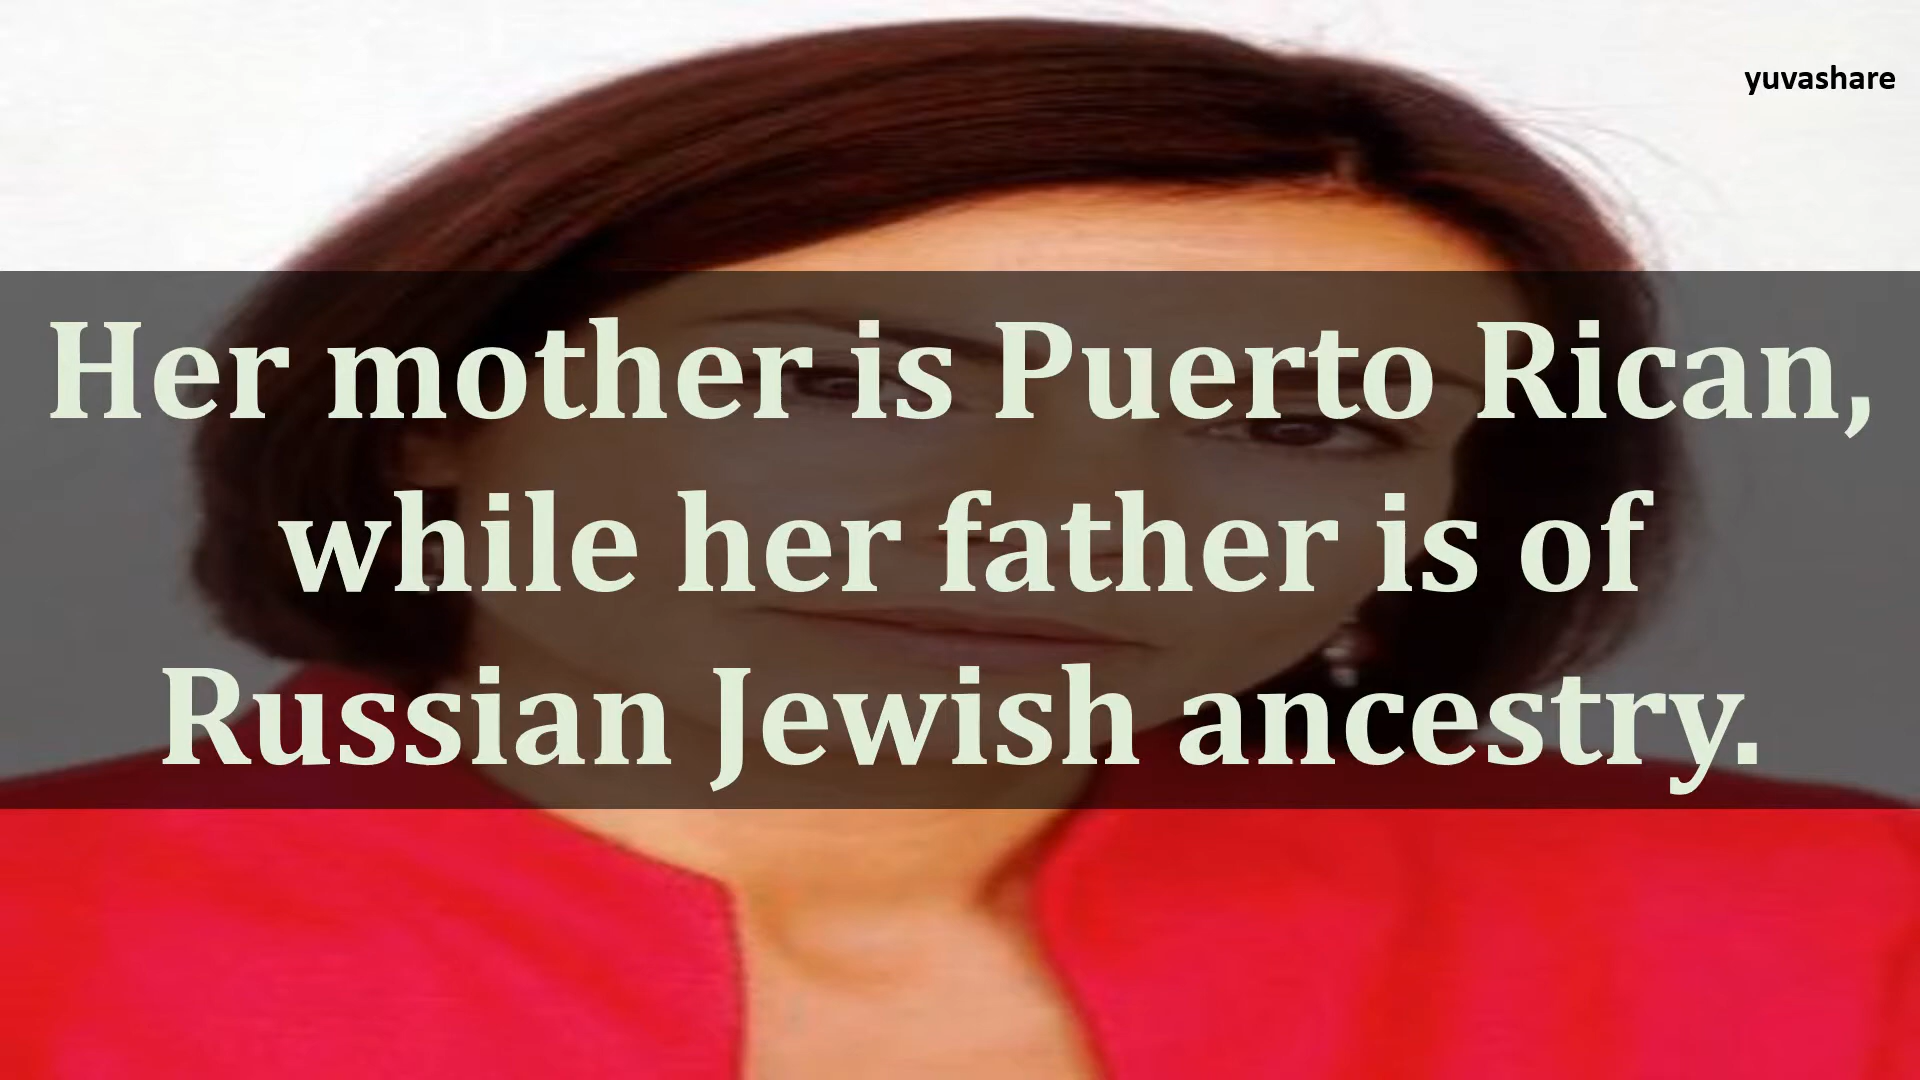 yuvashare
Her mother is Puerto Rican,
while her father is of
Russian Jewish ancestry.